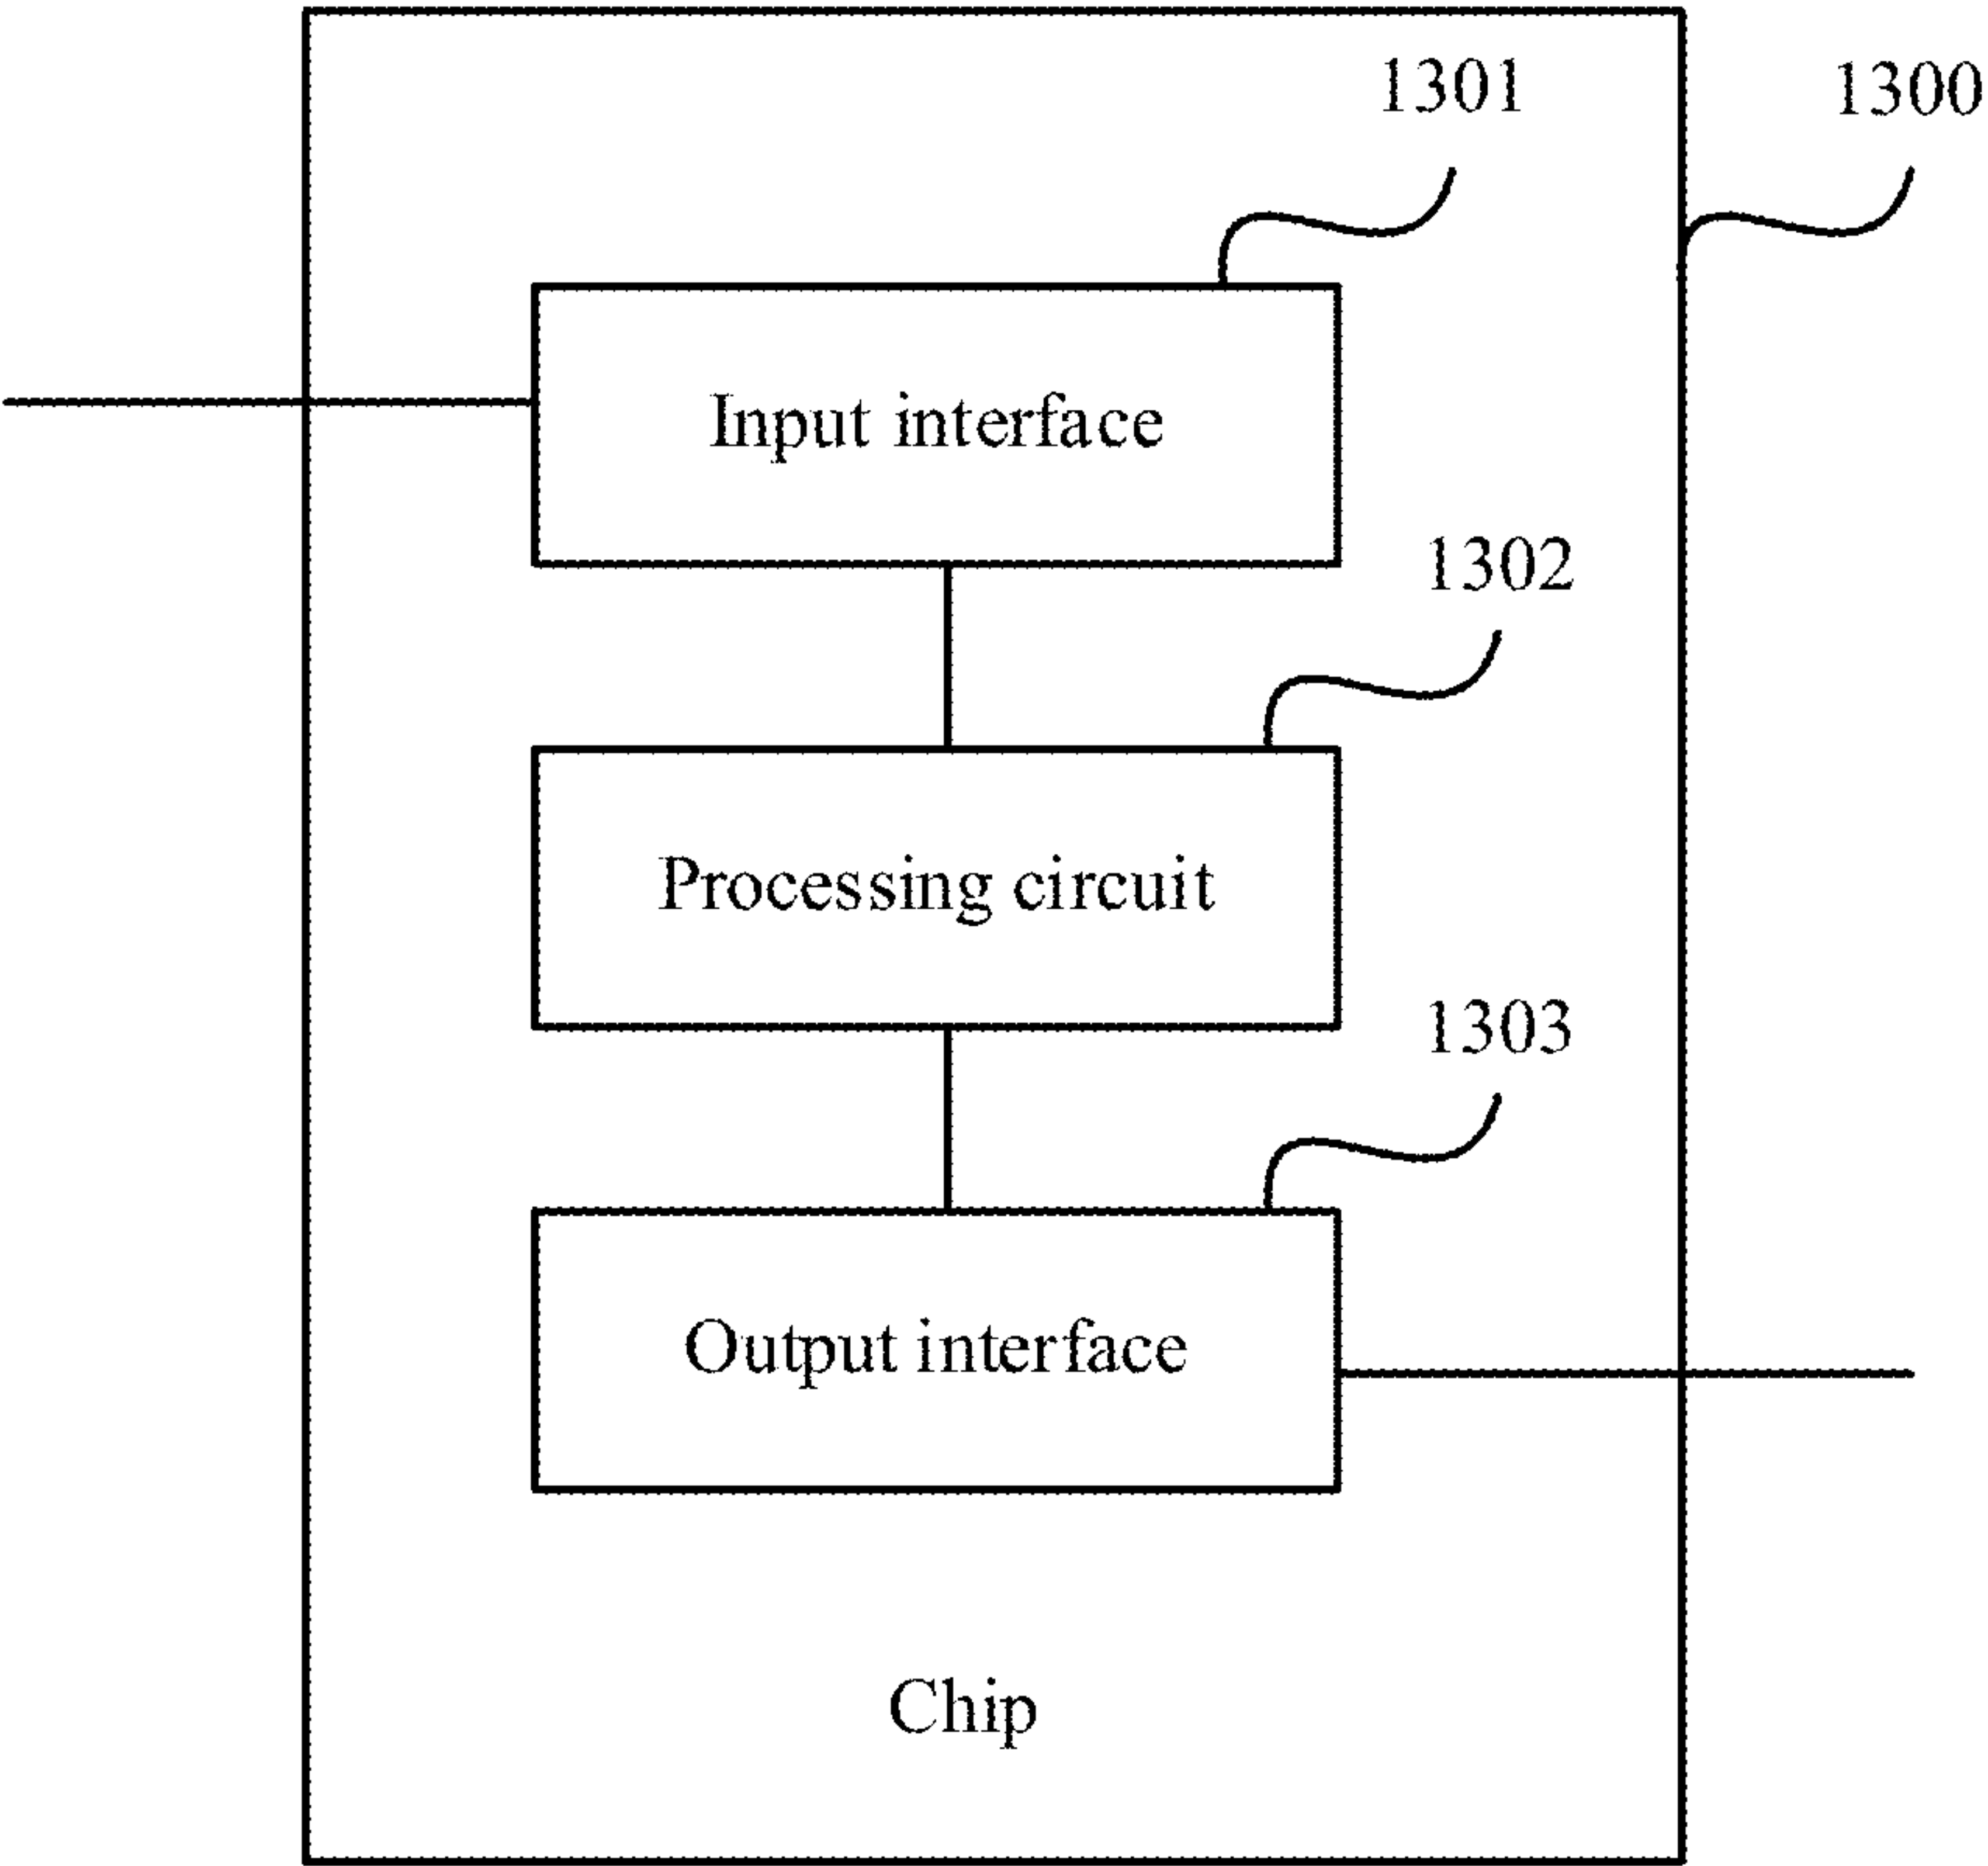 1301
1300
Input interface
1302
Processing circuit
1303
Output interface
Chip